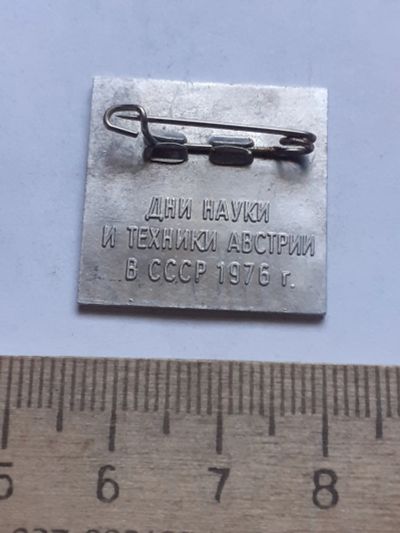 ДНИ НАУКИ
И ТЕХНИКИ АВСТРИИ
В СССР 1976 г.
5 6 7 8